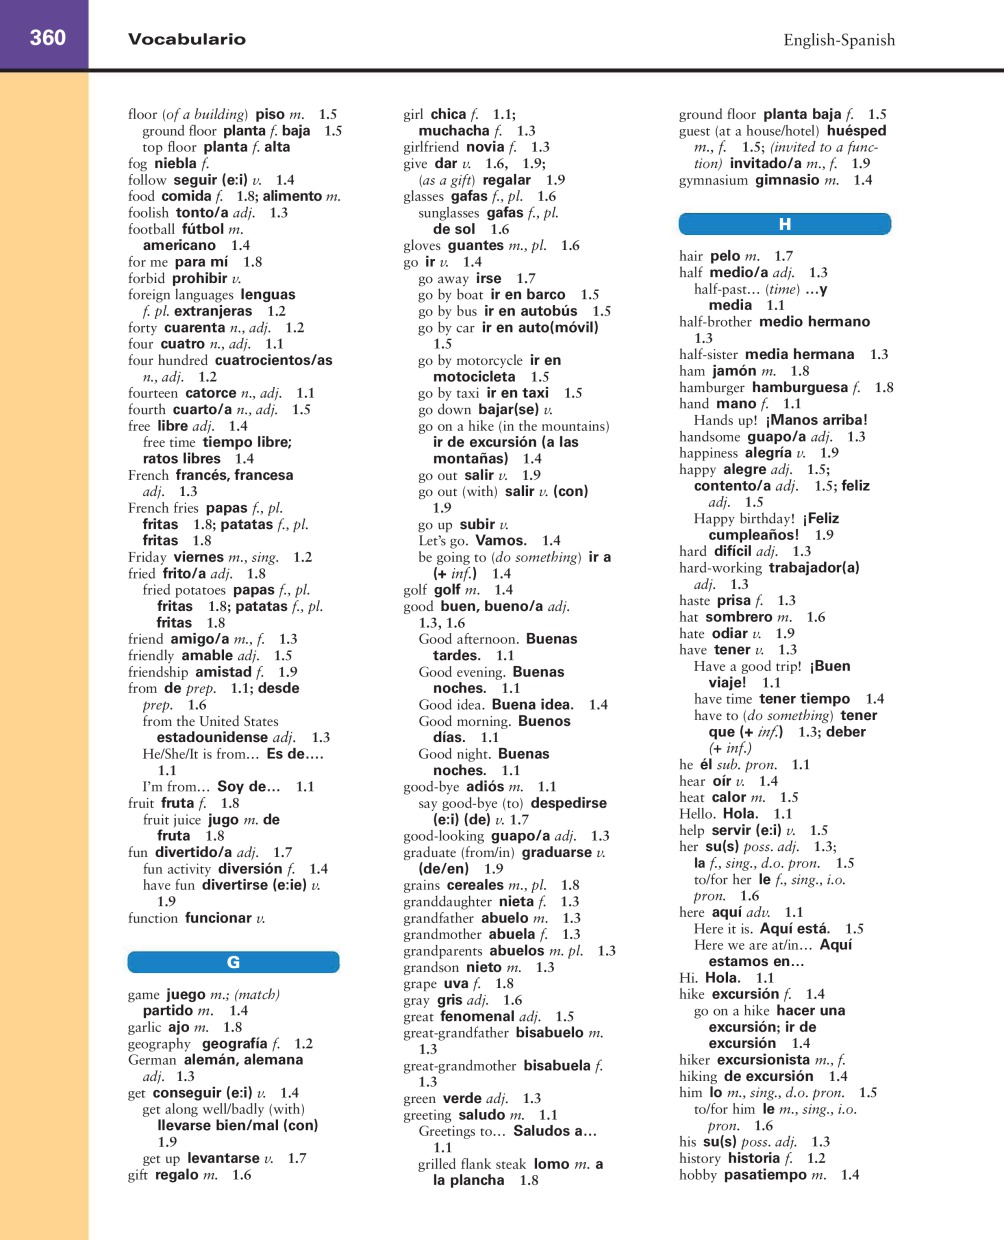 360
Vocabulario
English-Spanish
floor (of a building) piso m. 1.5
ground floor planta f. baja 1.5
top floor planta f. alta
fog niebla f.
follow seguir (e:i) v. 1.4
food comida f. 1.8; alimento m.
foolish tonto/a adj. 1.3
football fútbol m.
americano 1.4
for me para mí 1.8
forbid prohibir v.
foreign languages lenguas
f. pl. extranjeras 1.2
forty cuarenta n., adj. 1.2
four cuatro n., adj. 1.1
four hundred cuatrocientos/as
n., adj. 1.2
fourteen catorce n., adj. 1.1
fourth cuarto/a n., adj. 1.5
free libre adj. 1.4
free time tiempo libre;
ratos libres 1.4
French francés, francesa
adj. 1.3
French fries papas f., pl.
fritas 1.8; patatas f., pl.
fritas 1.8
Friday viernes m., sing. 1.2
fried frito/a adj. 1.8
fried potatoes papas f., pl.
fritas 1.8; patatas f., pl.
fritas 1.8
friend amigo/a m., f. 1.3
friendly amable adj. 1.5
friendship amistad f. 1.9
from de prep. 1.1; desde
prep. 1.6
from the United States
estadounidense adj. 1.3
He/She/It is from… Es de….
1.1
I'm from… Soy de… 1.1
fruit fruta f. 1.8
fruit juice jugo m. de
fruta 1.8
fun divertido/a adj. 1.7
fun activity diversión f. 1.4
have fun divertirse (e:ie) v.
1.9
function funcionar v.
G
game juego m.; (match)
partido m. 1.4
garlic ajo m. 1.8
geography geografía f. 1.2
German alemán, alemana
adj. 1.3
get conseguir (e:i) v. 1.4
get along well/badly (with)
llevarse bien/mal (con)
1.9
get up levantarse v. 1.7
gift regalo m. 1.6
girl chica f. 1.1;
muchacha f. 1.3
girlfriend novia f. 1.3
give dar v. 1.6, 1.9;
(as a gift) regalar 1.9
glasses gafas f., pl. 1.6
sunglasses gafas f., pl.
de sol 1.6
gloves guantes m., pl. 1.6
go ir v. 1.4
go away irse 1.7
go by boat ir en barco 1.5
go by bus ir en autobús 1.5
go by car ir en auto(móvil)
1.5
go by motorcycle ir en
motocicleta 1.5
go by taxi ir en taxi 1.5
go down bajar(se) v.
go on a hike (in the mountains)
ir de excursión (a las
montañas) 1.4
go out salir v. 1.9
go out (with) salir v. (con)
1.9
go up subir v.
Let's go. Vamos. 1.4
be going to (do something) ir a
(+ inf.) 1.4
golf golf m. 1.4
good buen, bueno/a adj.
1.3, 1.6
Good afternoon. Buenas
tardes. 1.1
Good evening. Buenas
noches. 1.1
Good idea. Buena idea. 1.4
Good morning. Buenos
días. 1.1
Good night. Buenas
noches. 1.1
good-bye adiós m. 1.1
say good-bye (to) despedirse
(e:i) (de) v. 1.7
good-looking guapo/a adj. 1.3
graduate (from/in) graduarse v.
(de/en) 1.9
grains cereales m., pl. 1.8
granddaughter nieta f. 1.3
grandfather abuelo m. 1.3
grandmother abuela f. 1.3
grandparents abuelos m. pl. 1.3
grandson nieto m. 1.3
grape uva f. 1.8
gray gris adj. 1.6
great fenomenal adj. 1.5
great-grandfather bisabuelo m.
1.3
great-grandmother bisabuela f.
1.3
green verde adj. 1.3
greeting saludo m. 1.1
Greetings to… Saludos a…
1.1
grilled flank steak lomo m. a
la plancha 1.8
ground floor planta baja f. 1.5
guest (at a house/hotel) huésped
m., f. 1.5; (invited to a func-
tion) invitado/a m., f. 1.9
gymnasium gimnasio m. 1.4
H
hair pelo m. 1.7
half medio/a adj. 1.3
half-past… (time) …y
media 1.1
half-brother medio hermano
1.3
half-sister media hermana 1.3
ham jamón m. 1.8
hamburger hamburguesa f. 1.8
hand mano f. 1.1
Hands up! ¡Manos arriba!
handsome guapo/a adj. 1.3
happiness alegría v. 1.9
happy alegre adj. 1.5;
contento/a adj. 1.5; feliz
adj. 1.5
Happy birthday! ¡Feliz
cumpleaños! 1.9
hard difícil adj. 1.3
hard-working trabajador(a)
adj. 1.3
haste prisa f. 1.3
hat sombrero m. 1.6
hate odiar v. 1.9
have tener v. 1.3
Have a good trip! ¡Buen
viaje! 1.1
have time tener tiempo 1.4
have to (do something) tener
que (+ inf.) 1.3; deber
(+ inf.)
he él sub. pron. 1.1
hear oír v. 1.4
heat calor m. 1.5
Hello. Hola. 1.1
help servir (e:i) v. 1.5
her su(s) poss. adj. 1.3;
la f., sing., d.o. pron. 1.5
to/for her le f., sing., i.o.
pron. 1.6
here aquí adv. 1.1
Here it is. Aquí está. 1.5
Here we are at/in… Aquí
estamos en…
Hi. Hola. 1.1
hike excursión f. 1.4
go on a hike hacer una
excursión; ir de
excursión 1.4
hiker excursionista m., f.
hiking de excursión 1.4
him lo m., sing., d.o. pron. 1.5
to/for him le m., sing., i.o.
pron. 1.6
his su(s) poss. adj. 1.3
history historia f. 1.2
hobby pasatiempo m. 1.4